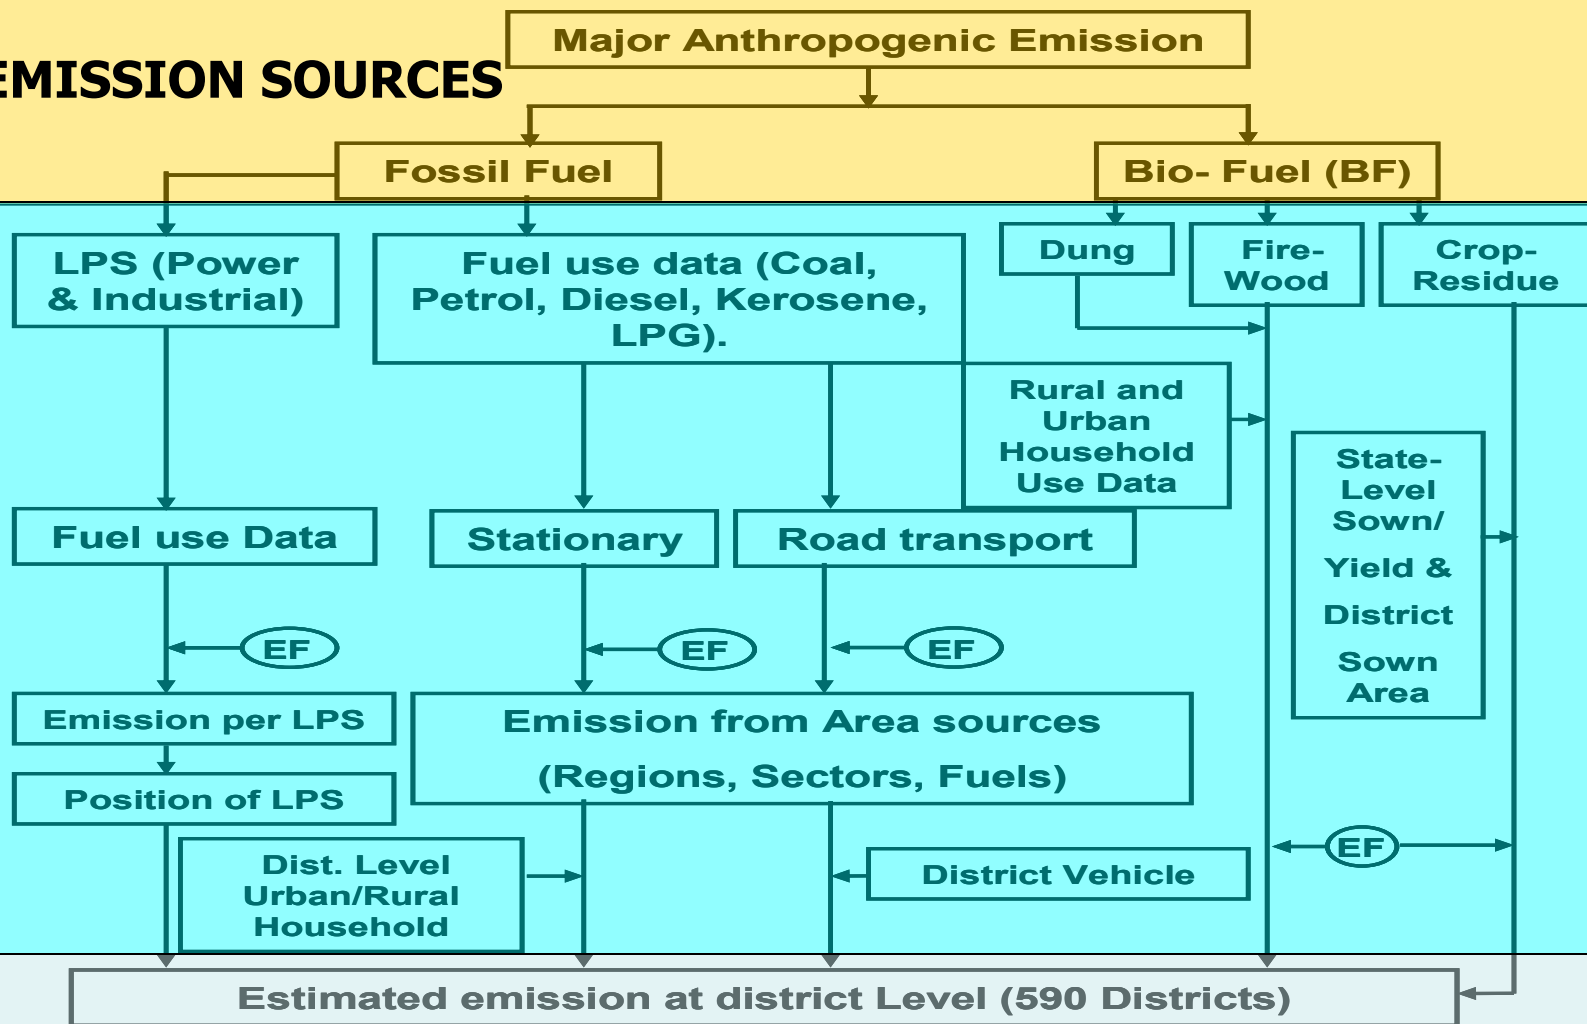 Major Anthropogenic Emission
EMISSION SOURCES
Fossil Fuel
Bio- Fuel (BF)
LPS (Power
& Industrial)
Fuel use data (Coal,
Petrol, Diesel, Kerosene,
LPG).
Dung
Fire-
Wood
Crop-
Residue
Rural and
Urban
Household
Use Data
State-
Level
Sown/
Yield &
District
Sown
Area
Fuel use Data
Stationary
Road transport
EF
EF
EF
Emission per LPS
Emission from Area sources
(Regions, Sectors, Fuels)
Position of LPS
Dist. Level
Urban/Rural
Household
District Vehicle
EF
Estimated emission at district Level (590 Districts)